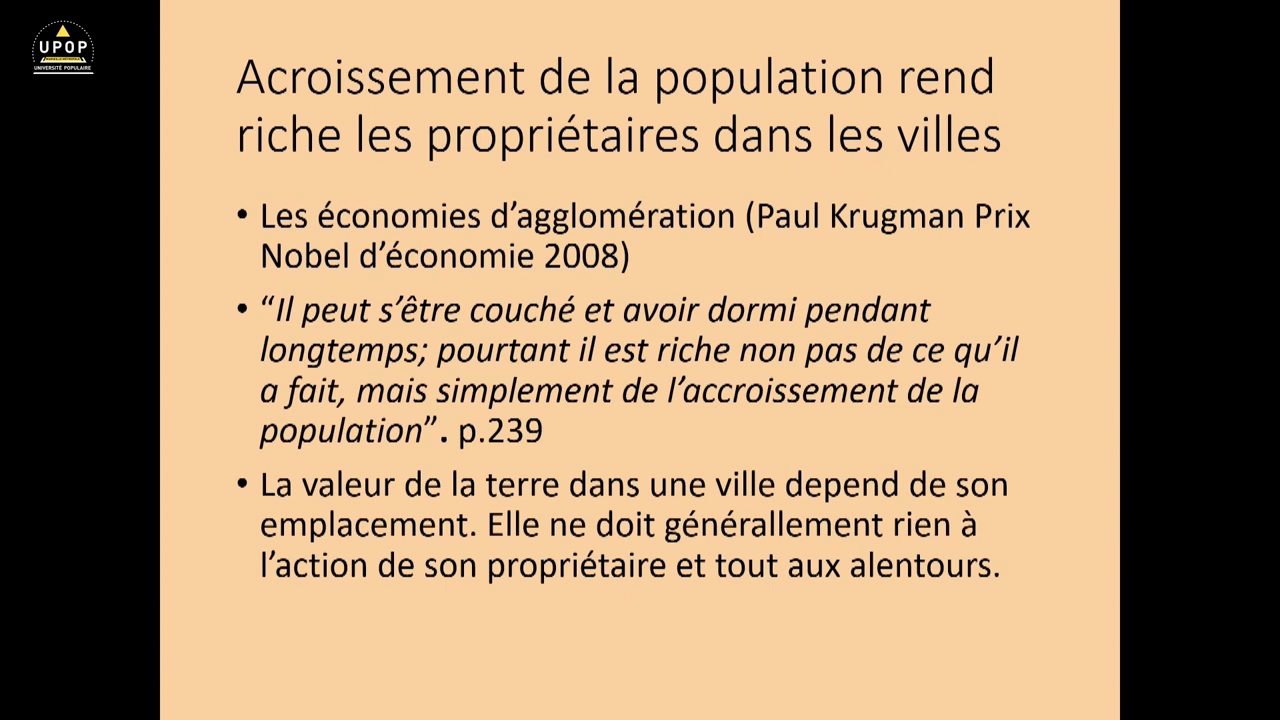 UPOP
UNIVERSITÉ POPULAIRE
Acroissement de la population rend
riche les propriétaires dans les villes
• Les économies d’agglomération (Paul Krugman Prix
Nobel d’économie 2008)
• “Il peut s’être couché et avoir dormi pendant
longtemps; pourtant il est riche non pas de ce qu’il
a fait, mais simplement de l’accroissement de la
population”. p.239
• La valeur de la terre dans une ville depend de son
emplacement. Elle ne doit générallement rien à
l’action de son propriétaire et tout aux alentours.